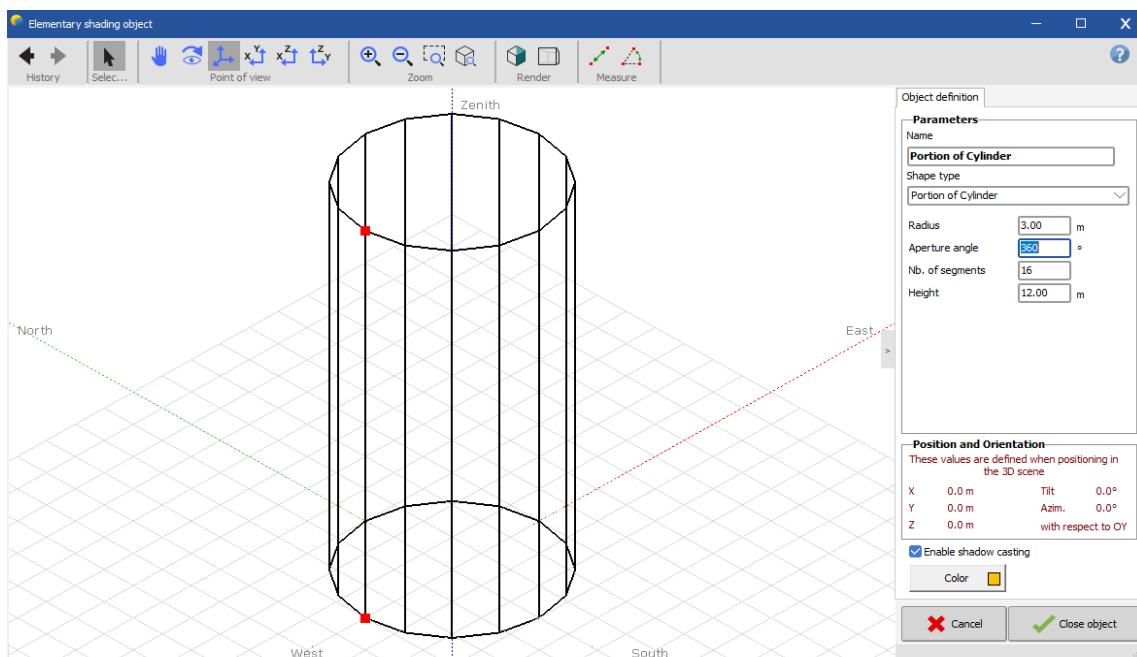 Elementary shading object
History
Selec...
Point of view
Zoom
Render
Measure
X Y
X Z
Z Y
?
Zenith
North
East
West
South
>
Object definition
Parameters
Name
Portion of Cylinder
Shape type
Portion of Cylinder
Radius 3.00 m
Aperture angle 360 °
Nb. of segments 16
Height 12.00 m
Position and Orientation
These values are defined when positioning in
the 3D scene
X 0.0 m Tilt 0.0°
Y 0.0 m Azim. 0.0°
Z 0.0 m with respect to OY
Enable shadow casting
Color
Cancel
Close object